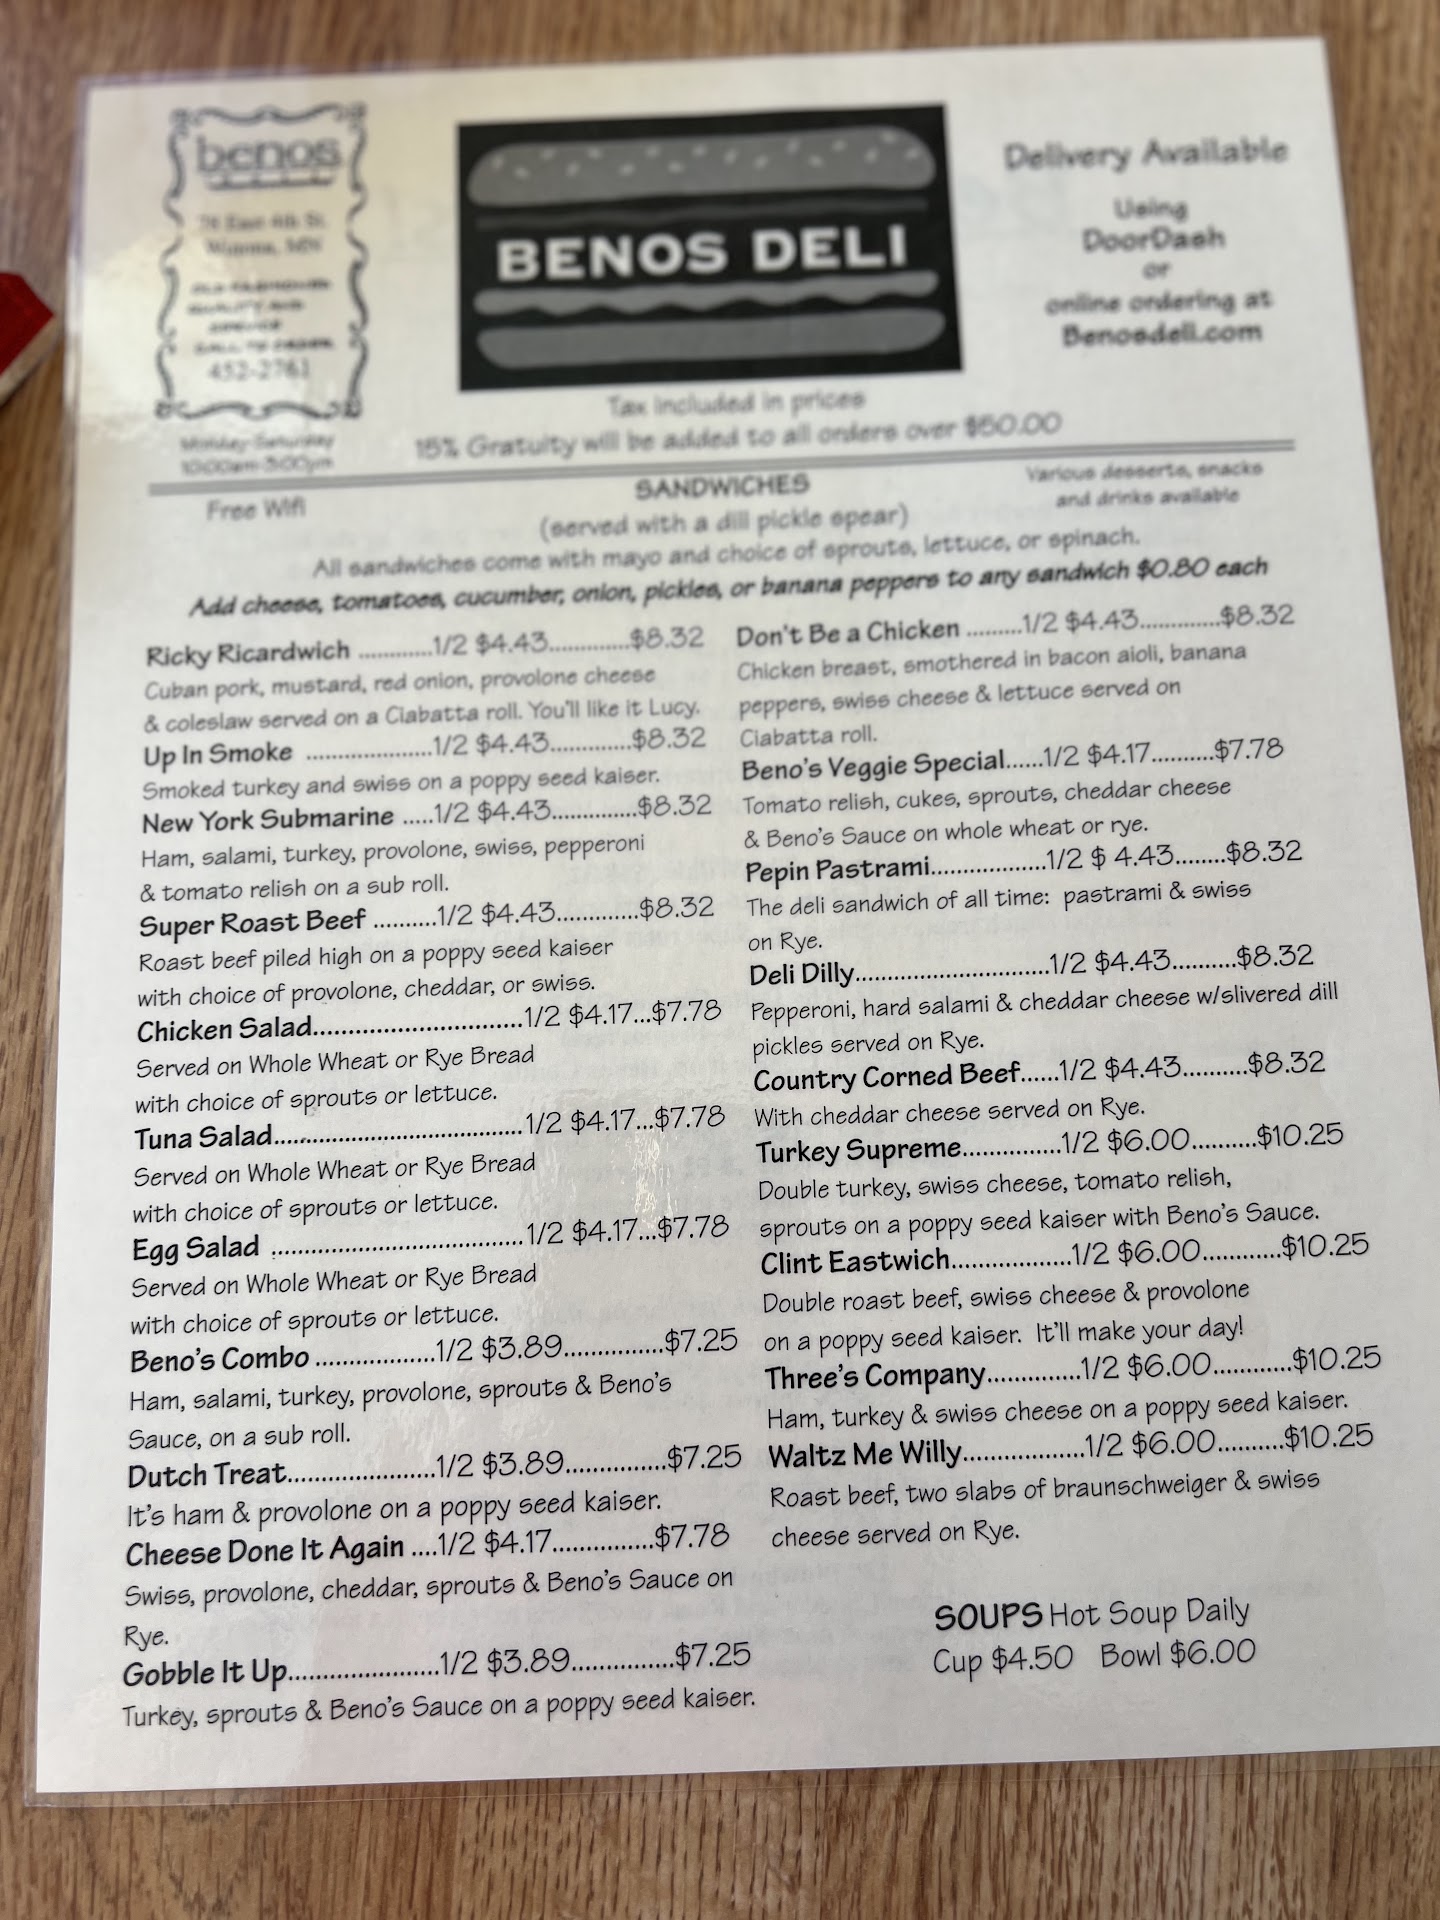 benos
DELI
76 East 4th St.
Winona, MN
OLD FASHIONED
QUALITY AND
SERVICE
CALL TO ORDER
452-2761
Monday-Saturday
10:00am-3:00pm
Free Wifi
BENOS DELI
Delivery Available
Using
DoorDash
or
online ordering at
Benosdeli.com
Tax included in prices
15% Gratuity will be added to all orders over $50.00
Various desserts, snacks
and drinks available
SANDWICHES
(served with a dill pickle spear)
All sandwiches come with mayo and choice of sprouts, lettuce, or spinach.
Add cheese, tomatoes, cucumber, onion, pickles, or banana peppers to any sandwich $0.80 each
Ricky Ricardwich ............1/2 $4.43.............$8.32
Cuban pork, mustard, red onion, provolone cheese
& coleslaw served on a Ciabatta roll. You'll like it Lucy.
Up In Smoke ....................1/2 $4.43.............$8.32
Smoked turkey and swiss on a poppy seed kaiser.
New York Submarine .....1/2 $4.43..............$8.32
Ham, salami, turkey, provolone, swiss, pepperoni
& tomato relish on a sub roll.
Super Roast Beef ..........1/2 $4.43.............$8.32
Roast beef piled high on a poppy seed kaiser
with choice of provolone, cheddar, or swiss.
Chicken Salad..............................1/2 $4.17...$7.78
Served on Whole Wheat or Rye Bread
with choice of sprouts or lettuce.
Tuna Salad...................................1/2 $4.17...$7.78
Served on Whole Wheat or Rye Bread
with choice of sprouts or lettuce.
Egg Salad ....................................1/2 $4.17...$7.78
Served on Whole Wheat or Rye Bread
with choice of sprouts or lettuce.
Beno's Combo .................1/2 $3.89................$7.25
Ham, salami, turkey, provolone, sprouts & Beno's
Sauce, on a sub roll.
Dutch Treat.....................1/2 $3.89................$7.25
It's ham & provolone on a poppy seed kaiser.
Cheese Done It Again ....1/2 $4.17................$7.78
Swiss, provolone, cheddar, sprouts & Beno's Sauce on
Rye.
Gobble It Up.....................1/2 $3.89................$7.25
Turkey, sprouts & Beno's Sauce on a poppy seed kaiser.
Don't Be a Chicken .........1/2 $4.43.............$8.32
Chicken breast, smothered in bacon aioli, banana
peppers, swiss cheese & lettuce served on
Ciabatta roll.
Beno's Veggie Special......1/2 $4.17..........$7.78
Tomato relish, cukes, sprouts, cheddar cheese
& Beno's Sauce on whole wheat or rye.
Pepin Pastrami..................1/2 $ 4.43........$8.32
The deli sandwich of all time: pastrami & swiss
on Rye.
Deli Dilly..............................1/2 $4.43..........$8.32
Pepperoni, hard salami & cheddar cheese w/slivered dill
pickles served on Rye.
Country Corned Beef......1/2 $4.43..........$8.32
With cheddar cheese served on Rye.
Turkey Supreme...............1/2 $6.00..........$10.25
Double turkey, swiss cheese, tomato relish,
sprouts on a poppy seed kaiser with Beno's Sauce.
Clint Eastwich..................1/2 $6.00............$10.25
Double roast beef, swiss cheese & provolone
on a poppy seed kaiser. It'll make your day!
Three's Company..............1/2 $6.00............$10.25
Ham, turkey & swiss cheese on a poppy seed kaiser.
Waltz Me Willy..................1/2 $6.00..........$10.25
Roast beef, two slabs of braunschweiger & swiss
cheese served on Rye.
SOUPS Hot Soup Daily
Cup $4.50 Bowl $6.00